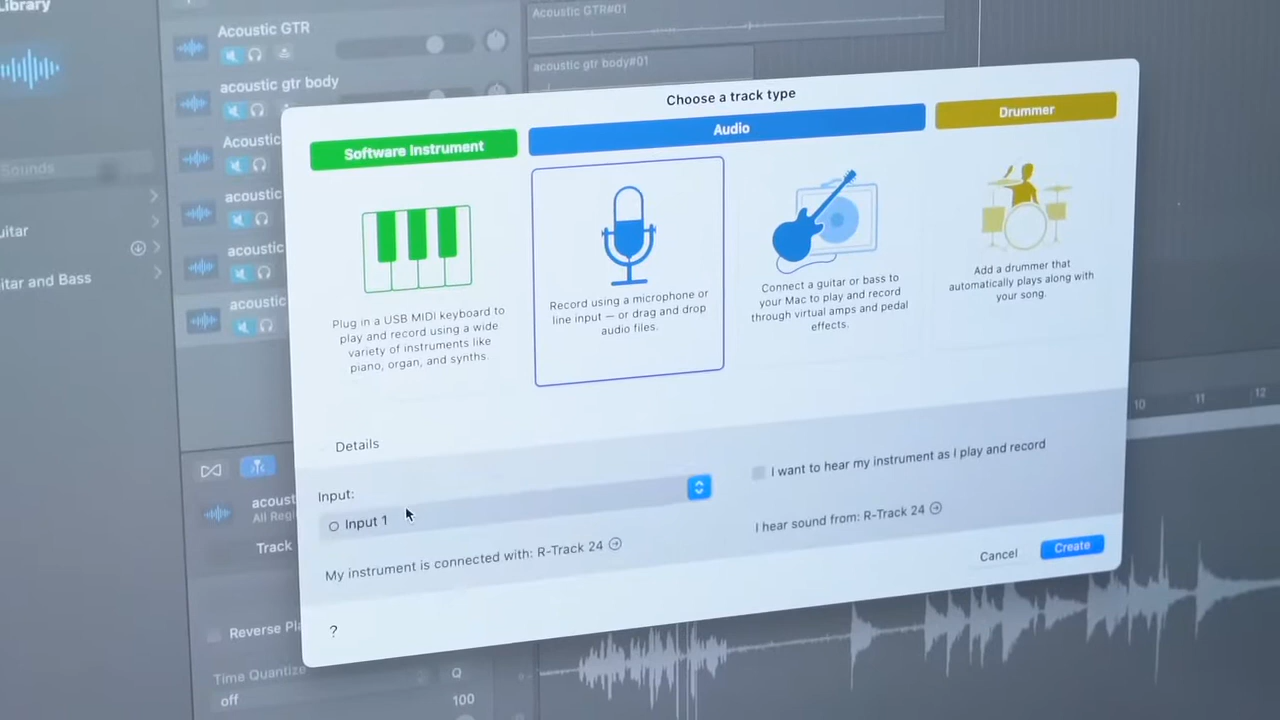 Library
Sounds
uitar
itar and Bass
Acoustic GTR
acoustic gtr body
Acoustic
acoustic
acoustic
acoustic
Acoustic GTR#01
acoustic gtr body#01
Choose a track type
Software Instrument
Audio
Drummer
Plug in a USB MIDI keyboard to
play and record using a wide
variety of instruments like
piano, organ, and synths.
Record using a microphone or
line input — or drag and drop
audio files.
Connect a guitar or bass to
your Mac to play and record
through virtual amps and pedal
effects.
Add a drummer that
automatically plays along with
your song.
Details
Input:
Input 1
My instrument is connected with: R-Track 24
I want to hear my instrument as I play and record
I hear sound from: R-Track 24
Cancel
Create
?
10 11 12
acoust
All Regi
Track
Reverse Pla
Time Quantize
Q
off
100